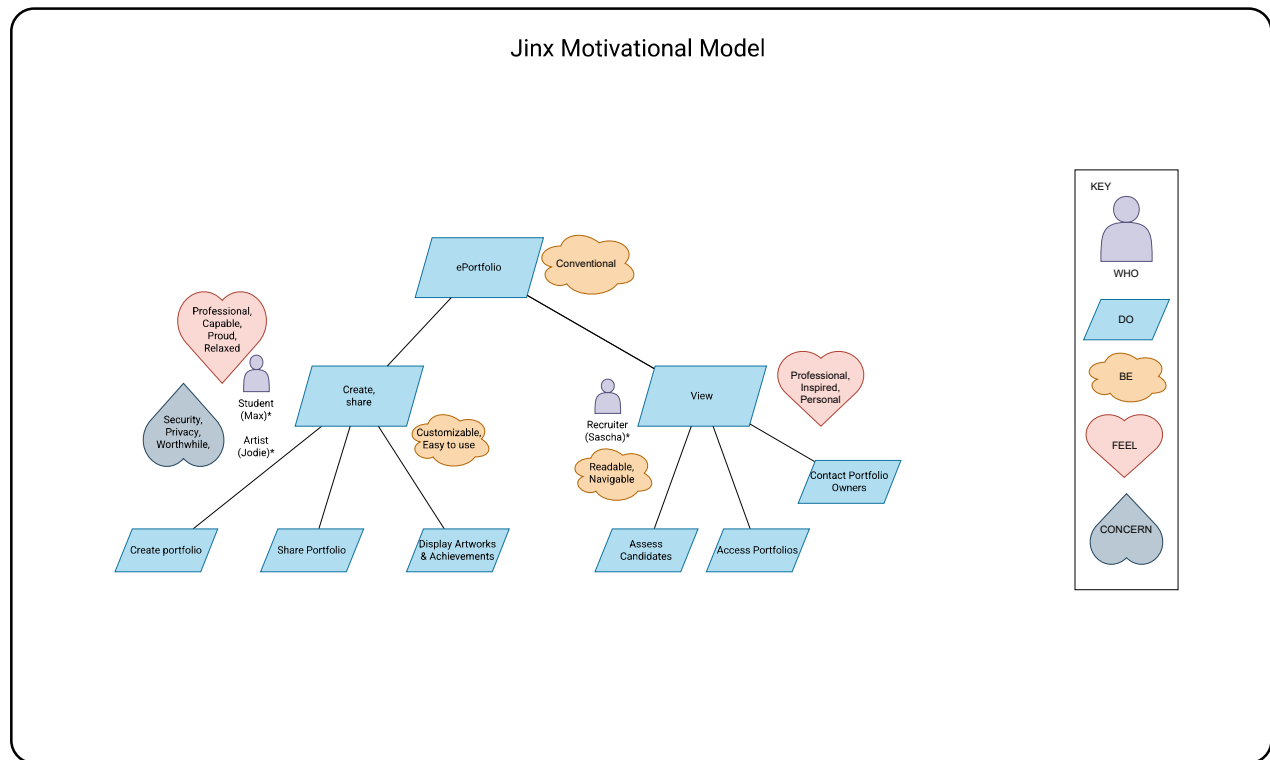 Jinx Motivational Model
KEY
WHO
DO
BE
FEEL
CONCERN
ePortfolio
Conventional
Professional,
Capable,
Proud,
Relaxed
Security,
Privacy,
Worthwhile,
Student
(Max)*
Artist
(Jodie)*
Create,
share
Customizable,
Easy to use
Recruiter
(Sascha)*
Readable,
Navigable
View
Professional,
Inspired,
Personal
Contact Portfolio
Owners
Create portfolio
Share Portfolio
Display Artworks
& Achievements
Assess
Candidates
Access Portfolios